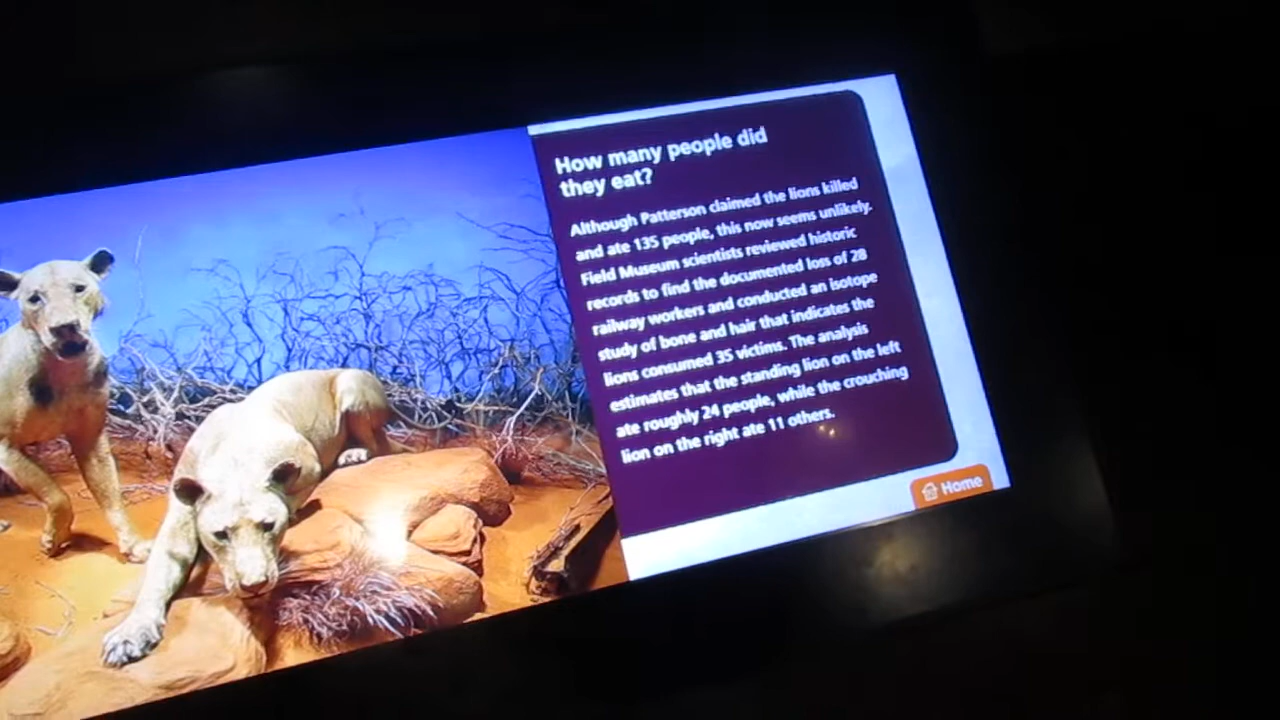 How many people did
they eat?
Although Patterson claimed the lions killed
and ate 135 people, this now seems unlikely.
Field Museum scientists reviewed historic
records to find the documented loss of 28
railway workers and conducted an isotope
study of bone and hair that indicates the
lions consumed 35 victims. The analysis
estimates that the standing lion on the left
ate roughly 24 people, while the crouching
lion on the right ate 11 others.
Home